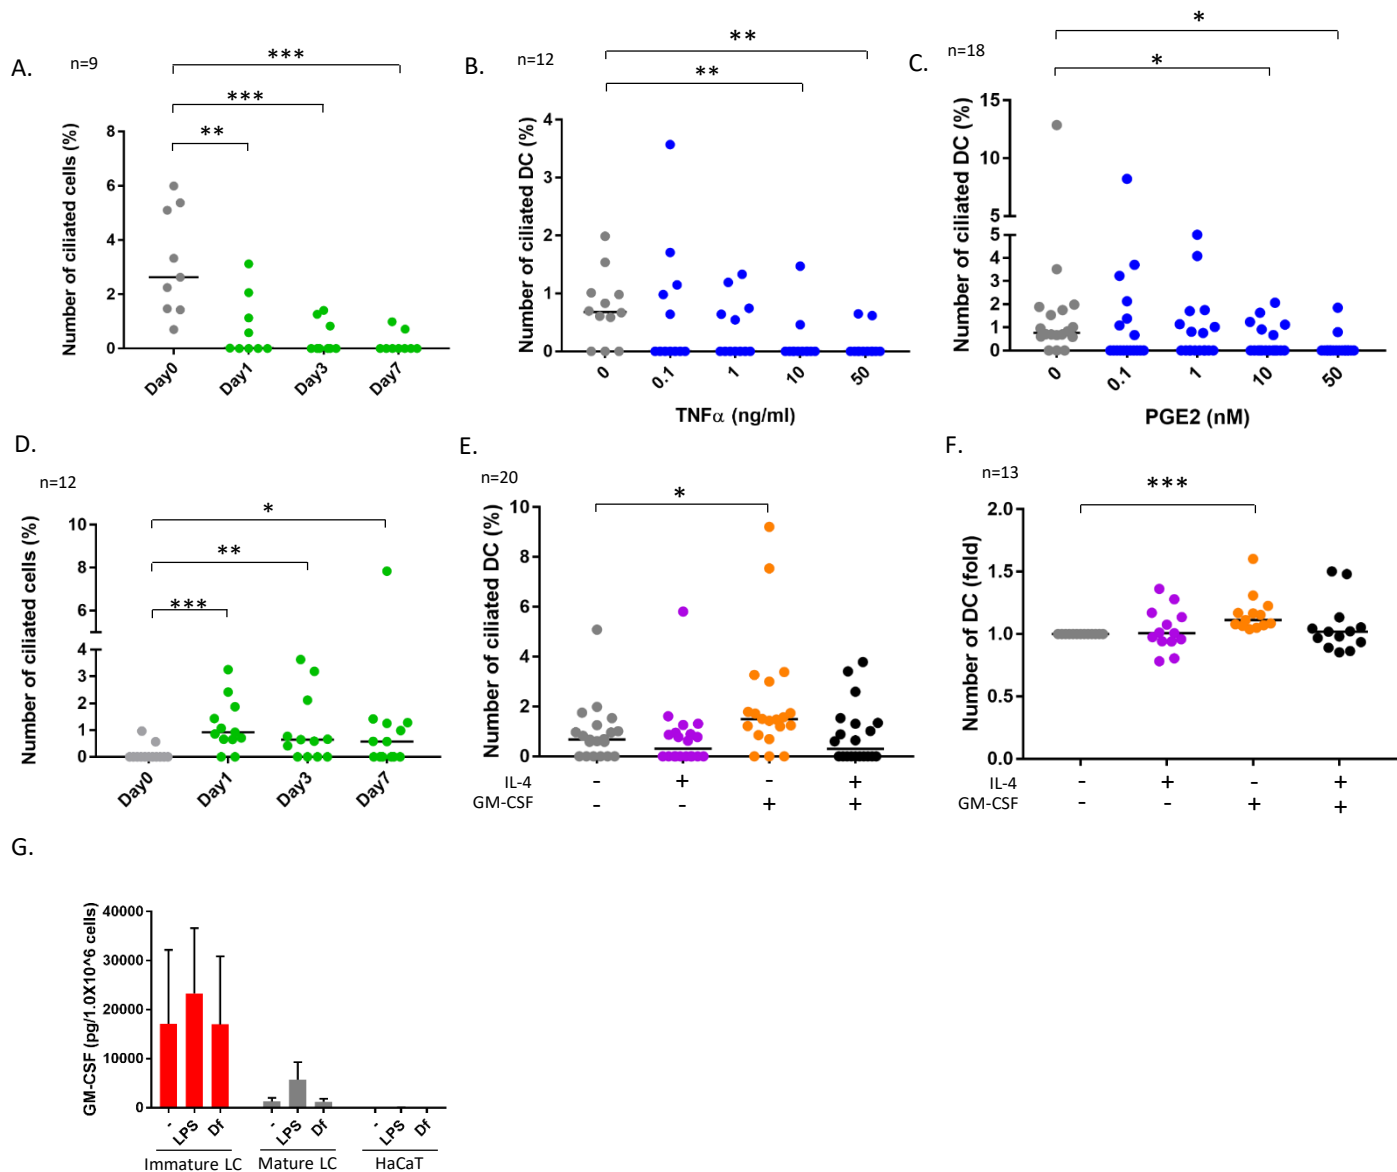 A.
n=9
***
***
**
Number of ciliated cells (%)
8
6
4
2
0
Day0
Day1
Day3
Day7
B.
n=12
**
**
Number of ciliated DC (%)
4
3
2
1
0
0
0.1
1
10
50
TNFα (ng/ml)
C.
n=18
*
*
Number of ciliated DC (%)
15
10
5
5
4
3
2
1
0
0
0.1
1
10
50
PGE2 (nM)
D.
n=12
*
**
***
Number of ciliated cells (%)
10
8
6
4
3
2
1
0
Day0
Day1
Day3
Day7
E.
n=20
*
Number of ciliated DC (%)
10
8
6
4
2
0
IL-4 - + - +
GM-CSF - - + +
F.
n=13
***
Number of DC (fold)
2.0
1.5
1.0
0.5
0.0
IL-4 - + - +
GM-CSF - - + +
G.
GM-CSF (pg/1.0X10^6 cells)
40000
30000
20000
10000
0
- LPS Df - LPS Df - LPS Df
Immature LC Mature LC HaCaT